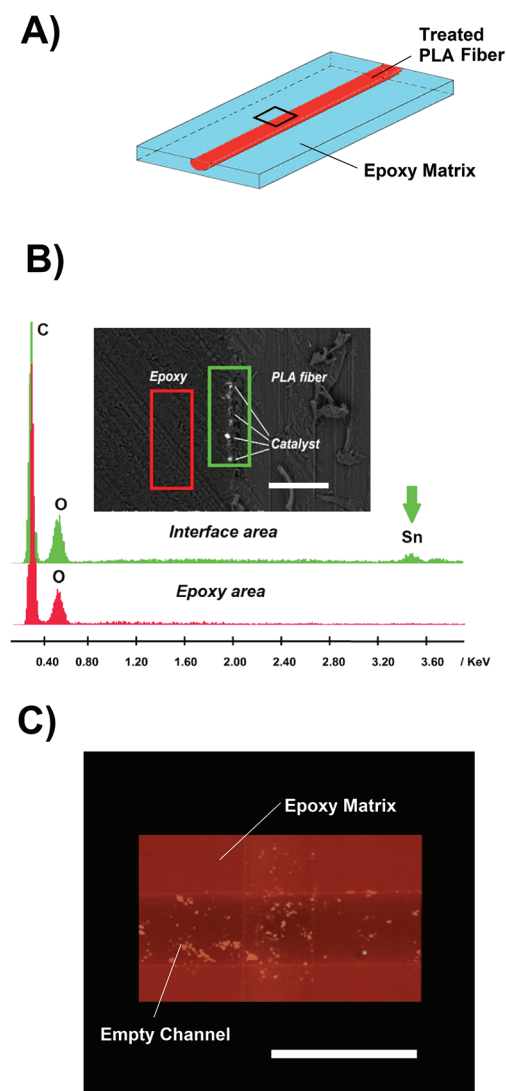 A)
Treated
PLA Fiber
Epoxy Matrix
B)
C
Epoxy
PLA fiber
Catalyst
O
Interface area
Sn
O
Epoxy area
0.40 0.80 1.20 1.60 2.00 2.40 2.80 3.20 3.60 / KeV
C)
Epoxy Matrix
Empty Channel